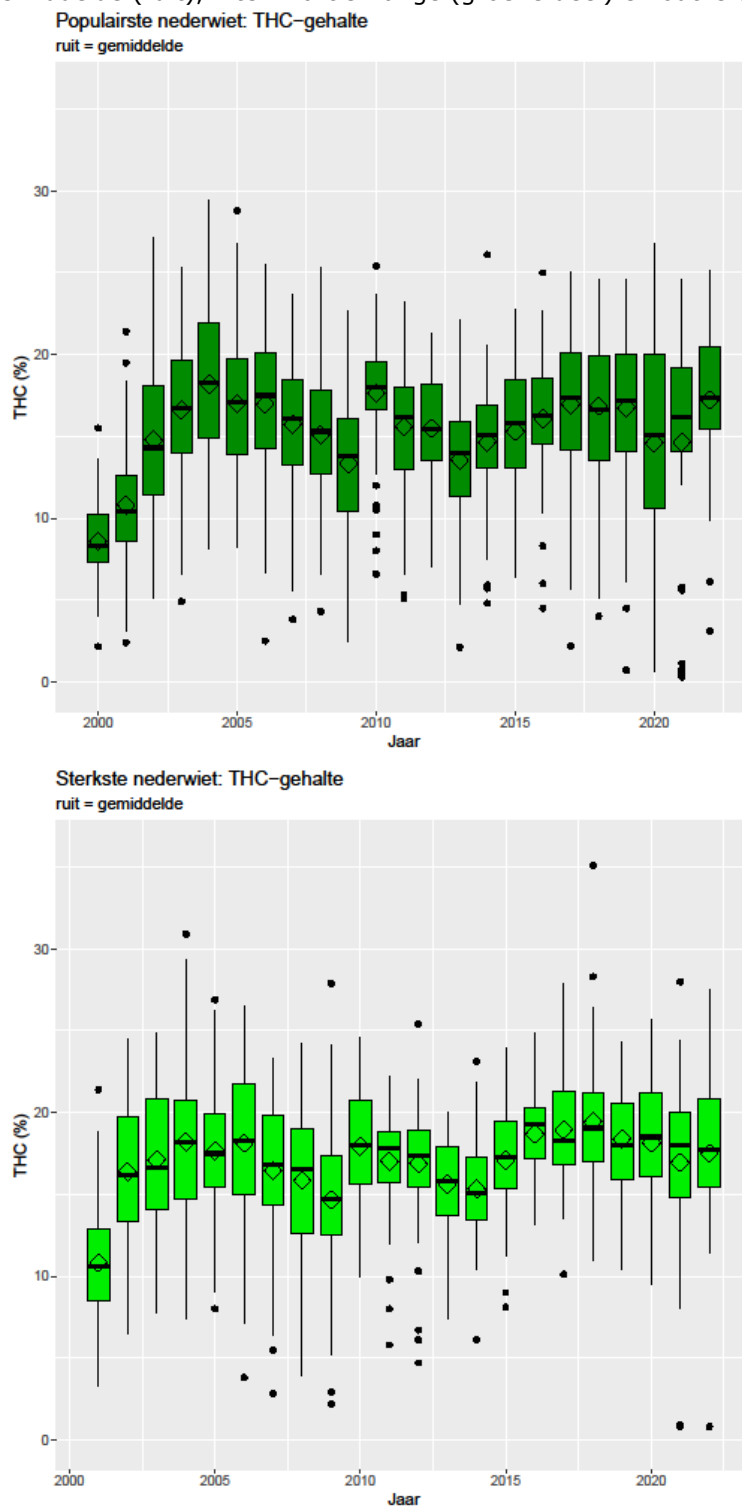 Populairste nederwiet: THC−gehalte
ruit = gemiddelde
30
20
10
0
THC (%)
2000 2005 2010 2015 2020
Jaar
Sterkste nederwiet: THC−gehalte
ruit = gemiddelde
30
20
10
0
THC (%)
2000 2005 2010 2015 2020
Jaar